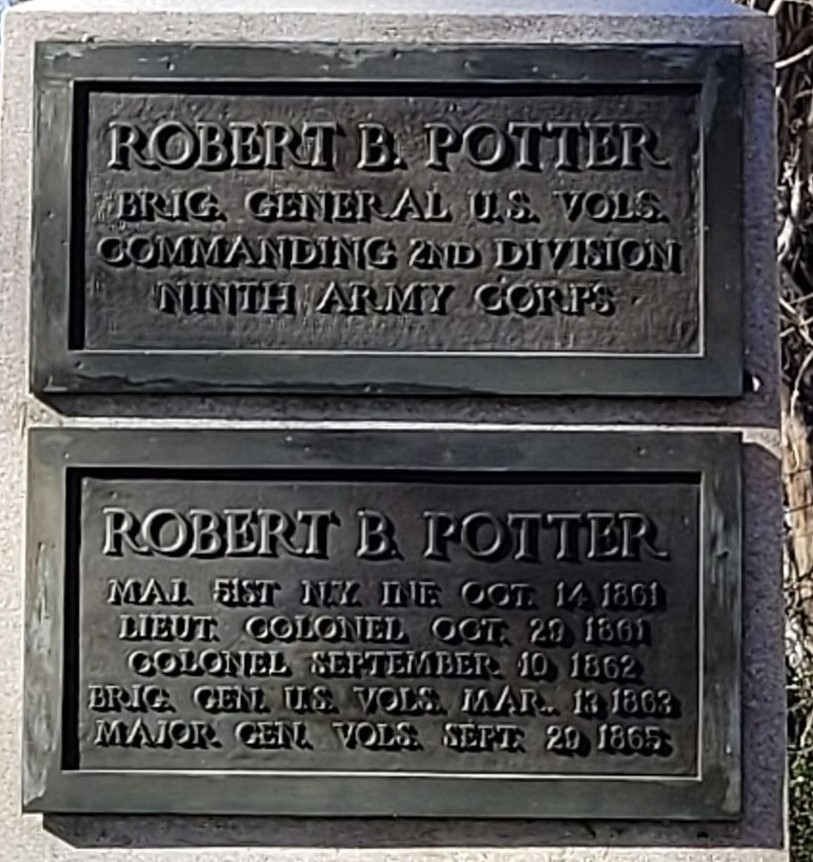 ROBERT B. POTTER
BRIG. GENERAL U.S. VOLS.
COMMANDING 2ND DIVISION
NINTH ARMY CORPS
ROBERT B. POTTER
MAJ. 51ST N.Y. INF. OCT. 14, 1861
LIEUT. COLONEL OCT. 29 1861
COLONEL SEPTEMBER 10 1862
BRIG. GEN. U.S. VOLS. MAR. 13 1863
MAJOR GEN. VOLS. SEPT. 29 1865